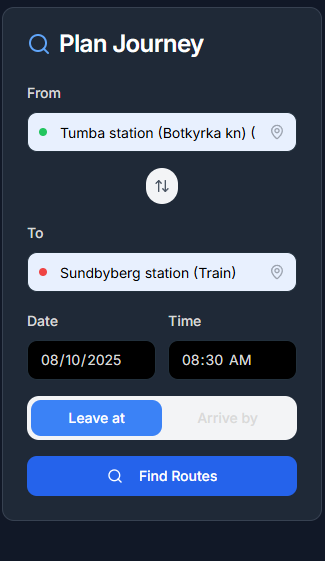 Plan Journey
From
Tumba station (Botkyrka kn) (
To
Sundbyberg station (Train)
Date Time
08/10/2025 08:30 AM
Leave at Arrive by
Find Routes